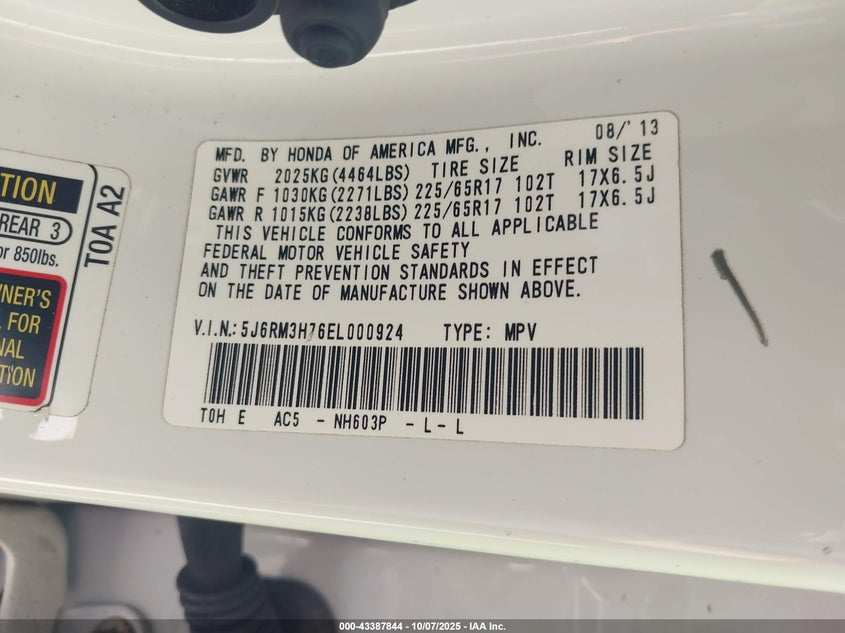 TION
REAR 3
or 850lbs.
NER'S
FOR
NAL
TION
T0A A2
MFD. BY HONDA OF AMERICA MFG., INC. 08/'13
GVWR 2025KG(4464LBS) TIRE SIZE RIM SIZE
GAWR F 1030KG(2271LBS) 225/65R17 102T 17X6.5J
GAWR R 1015KG(2238LBS) 225/65R17 102T 17X6.5J
THIS VEHICLE CONFORMS TO ALL APPLICABLE
FEDERAL MOTOR VEHICLE SAFETY
AND THEFT PREVENTION STANDARDS IN EFFECT
ON THE DATE OF MANUFACTURE SHOWN ABOVE.
V.I.N.:5J6RM3H76EL000924 TYPE: MPV
T0H E AC5 - NH603P - L - L
000-43387844 - 10/07/2025 - IAA Inc.